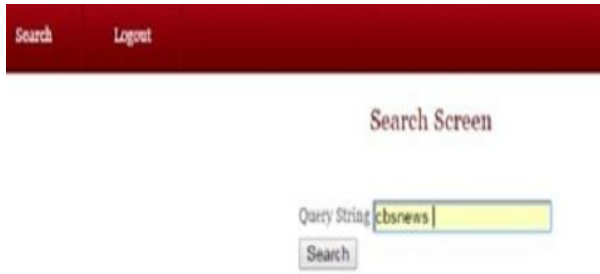 Search Logout
Search Screen
Query String cbsnews
Search